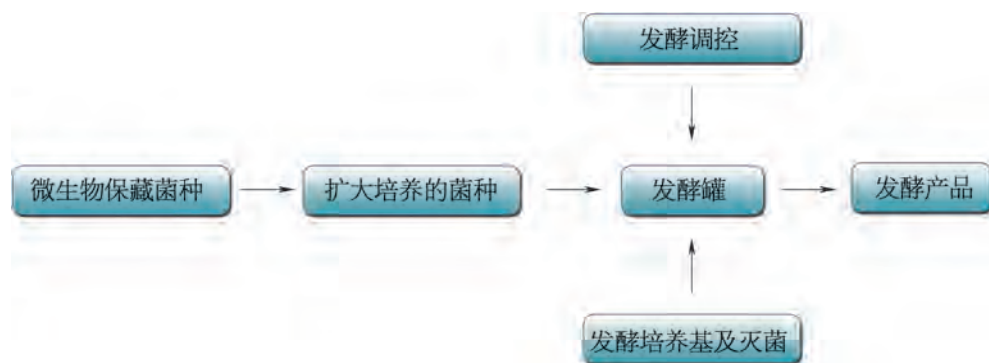 发酵调控
微生物保藏菌种
扩大培养的菌种
发酵罐
发酵产品
发酵培养基及灭菌